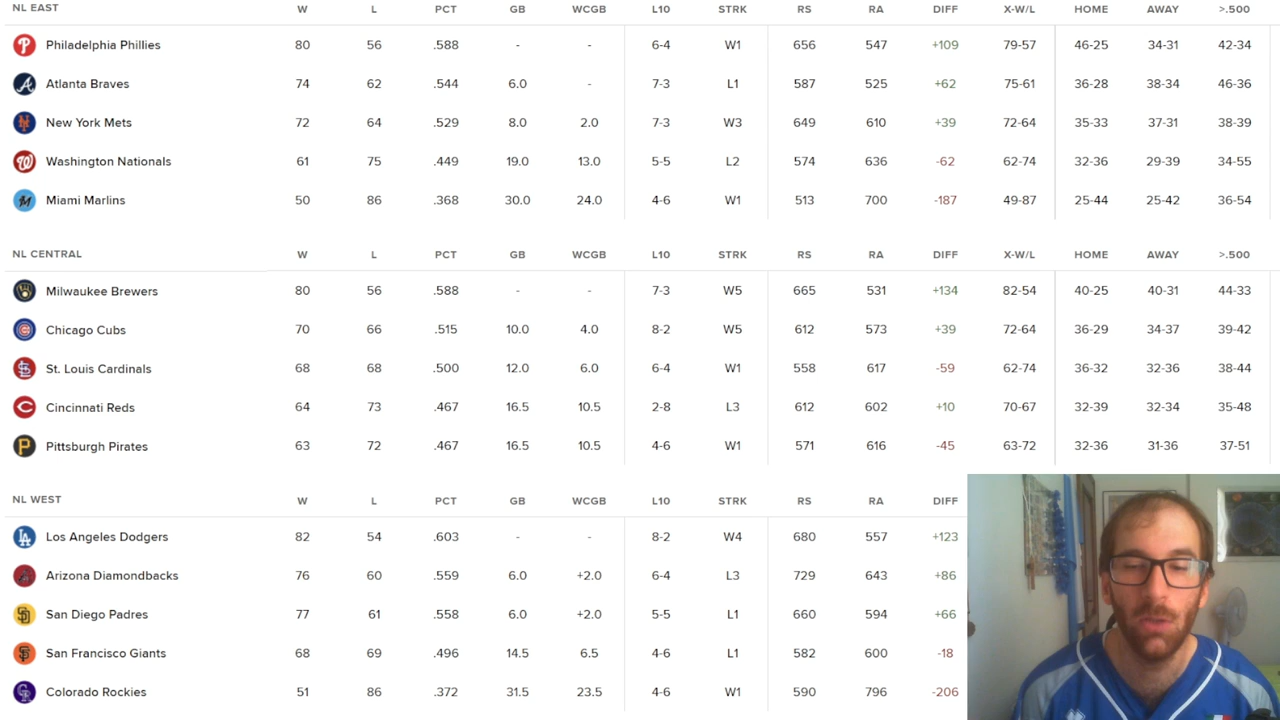 NL EAST W L PCT GB WCGB L10 STRK RS RA DIFF X-W/L HOME AWAY >.500
Philadelphia Phillies 80 56 .588 - - 6-4 W1 656 547 +109 79-57 46-25 34-31 42-34
Atlanta Braves 74 62 .544 6.0 - 7-3 L1 587 525 +62 75-61 36-28 38-34 46-36
New York Mets 72 64 .529 8.0 2.0 7-3 W3 649 610 +39 72-64 35-33 37-31 38-39
Washington Nationals 61 75 .449 19.0 13.0 5-5 L2 574 636 -62 62-74 32-36 29-39 34-55
Miami Marlins 50 86 .368 30.0 24.0 4-6 W1 513 700 -187 49-87 25-44 25-42 36-54
NL CENTRAL W L PCT GB WCGB L10 STRK RS RA DIFF X-W/L HOME AWAY >.500
Milwaukee Brewers 80 56 .588 - - 7-3 W5 665 531 +134 82-54 40-25 40-31 44-33
Chicago Cubs 70 66 .515 10.0 4.0 8-2 W5 612 573 +39 72-64 36-29 34-37 39-42
St. Louis Cardinals 68 68 .500 12.0 6.0 6-4 W1 558 617 -59 62-74 36-32 32-36 38-44
Cincinnati Reds 64 73 .467 16.5 10.5 2-8 L3 612 602 +10 70-67 32-39 32-34 35-48
Pittsburgh Pirates 63 72 .467 16.5 10.5 4-6 W1 571 616 -45 63-72 32-36 31-36 37-51
NL WEST W L PCT GB WCGB L10 STRK RS RA DIFF
Los Angeles Dodgers 82 54 .603 - - 8-2 W4 680 557 +123
Arizona Diamondbacks 76 60 .559 6.0 +2.0 6-4 L3 729 643 +86
San Diego Padres 77 61 .558 6.0 +2.0 5-5 L1 660 594 +66
San Francisco Giants 68 69 .496 14.5 6.5 4-6 L1 582 600 -18
Colorado Rockies 51 86 .372 31.5 23.5 4-6 W1 590 796 -206